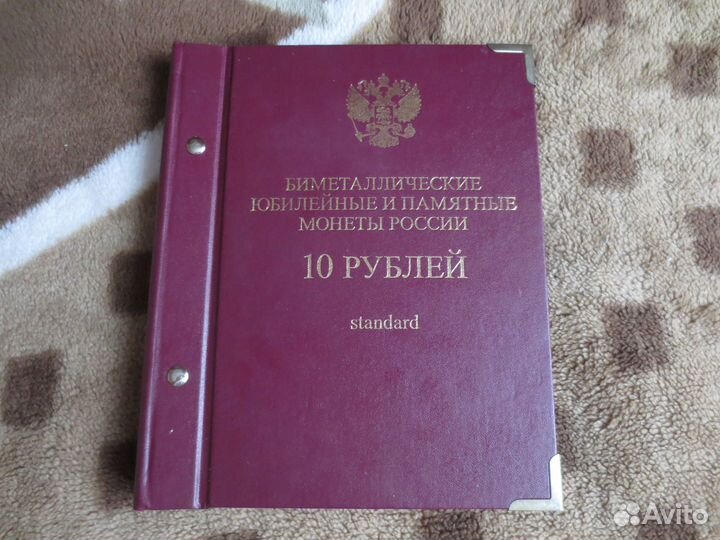 БИМЕТАЛЛИЧЕСКИЕ
ЮБИЛЕЙНЫЕ И ПАМЯТНЫЕ
МОНЕТЫ РОССИИ
10 РУБЛЕЙ
standard
Avito